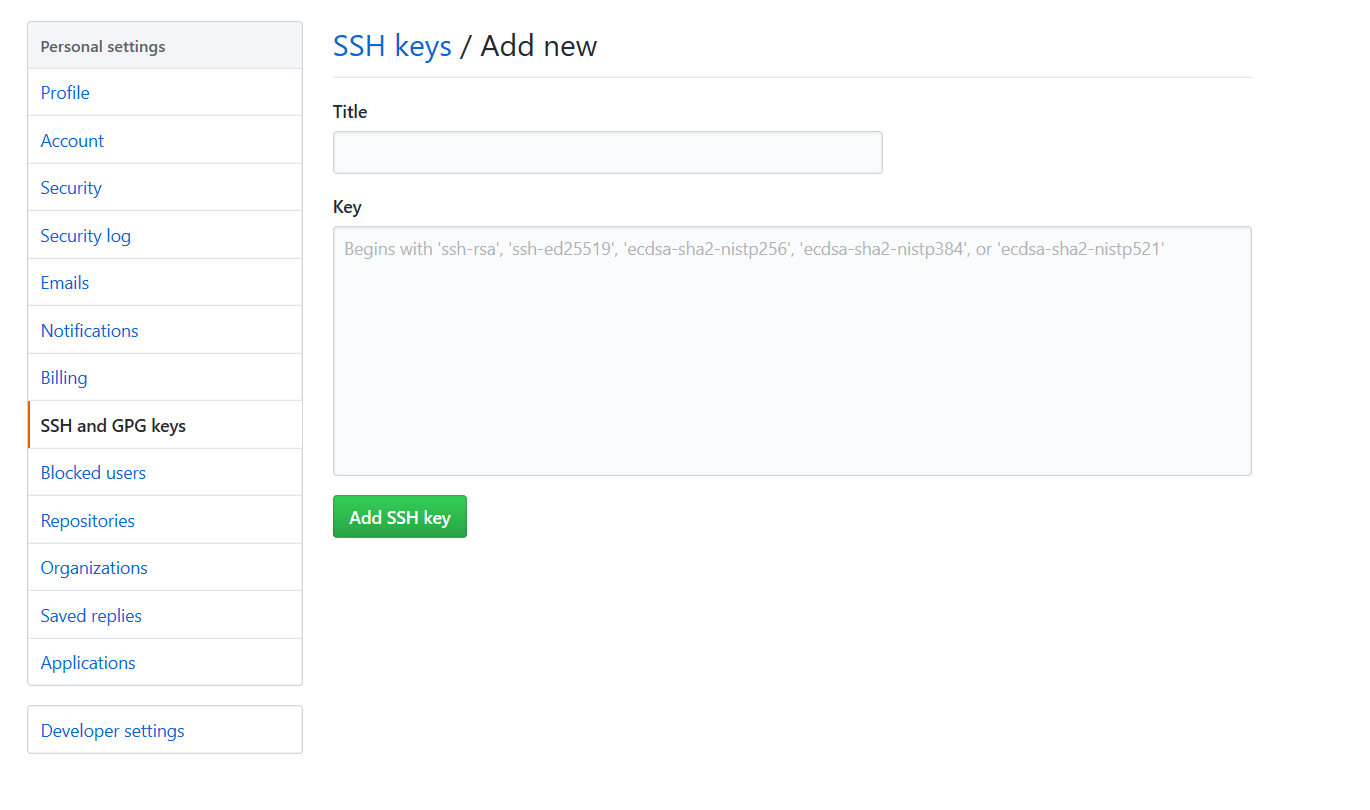 Personal settings
Profile
Account
Security
Security log
Emails
Notifications
Billing
SSH and GPG keys
Blocked users
Repositories
Organizations
Saved replies
Applications
Developer settings
SSH keys / Add new
Title
Key
Begins with 'ssh-rsa', 'ssh-ed25519', 'ecdsa-sha2-nistp256', 'ecdsa-sha2-nistp384', or 'ecdsa-sha2-nistp521'
Add SSH key